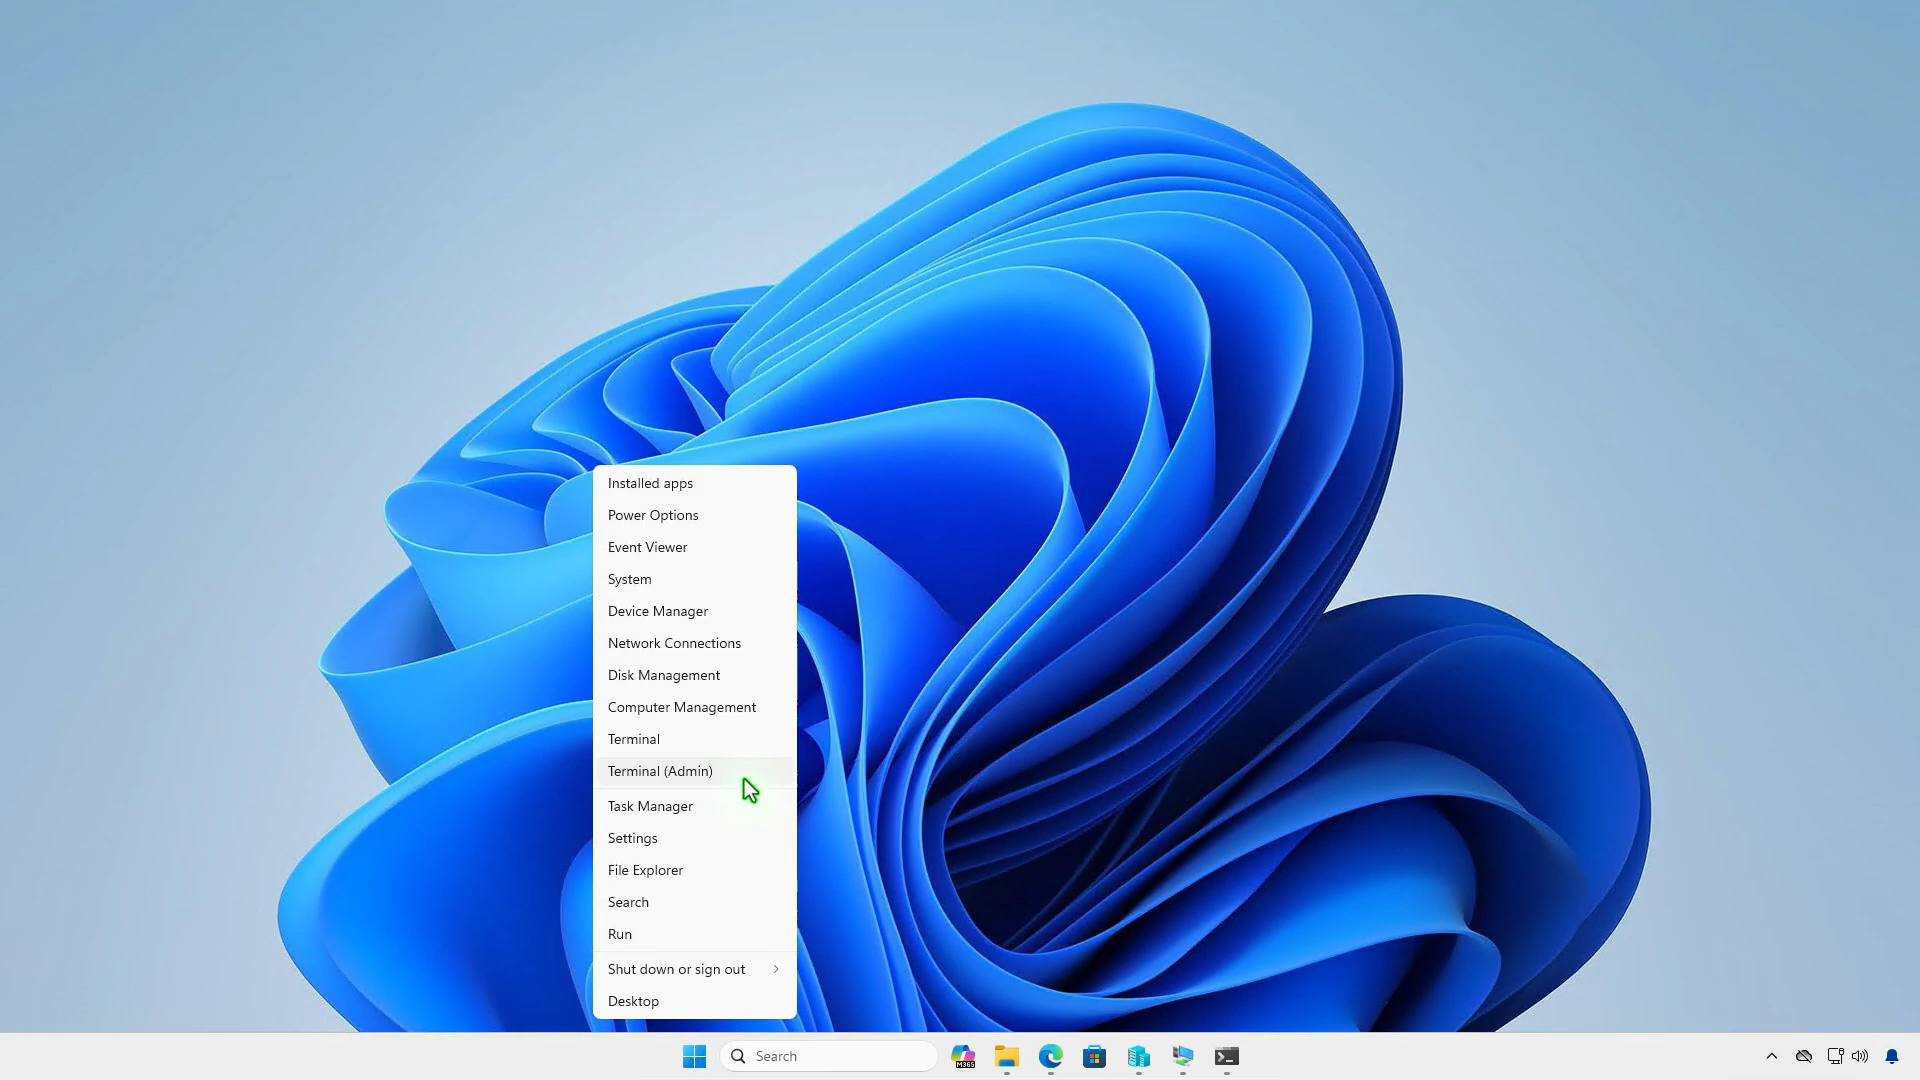 Installed apps
Power Options
Event Viewer
System
Device Manager
Network Connections
Disk Management
Computer Management
Terminal
Terminal (Admin)
Task Manager
Settings
File Explorer
Search
Run
Shut down or sign out
Desktop
Search
M365